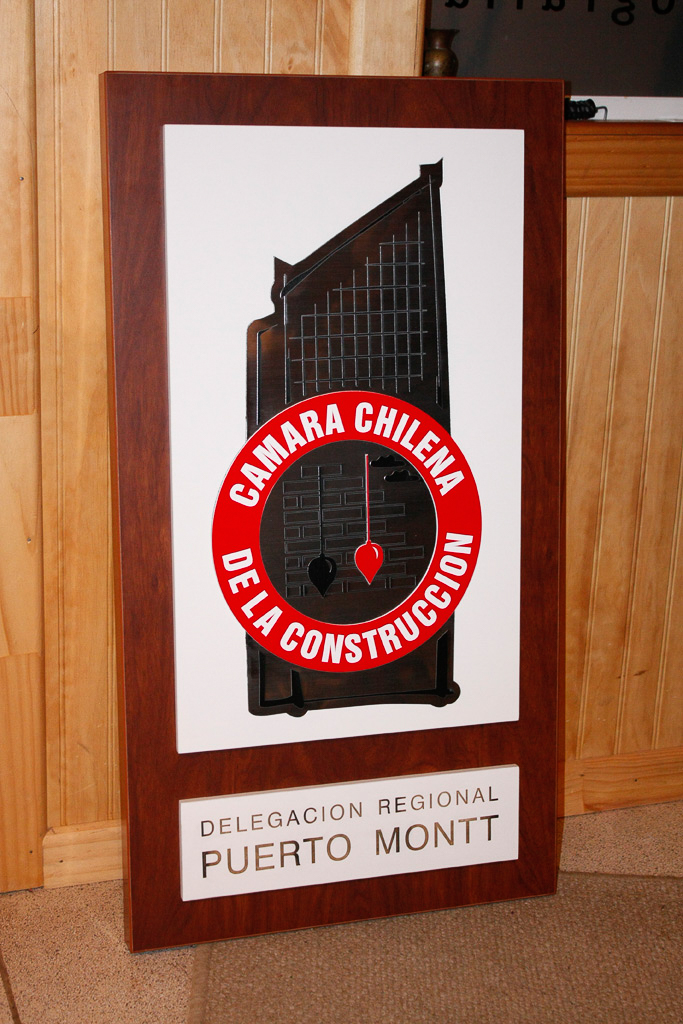 CAMARA CHILENA
DE LA CONSTRUCCION
DELEGACION REGIONAL
PUERTO MONTT